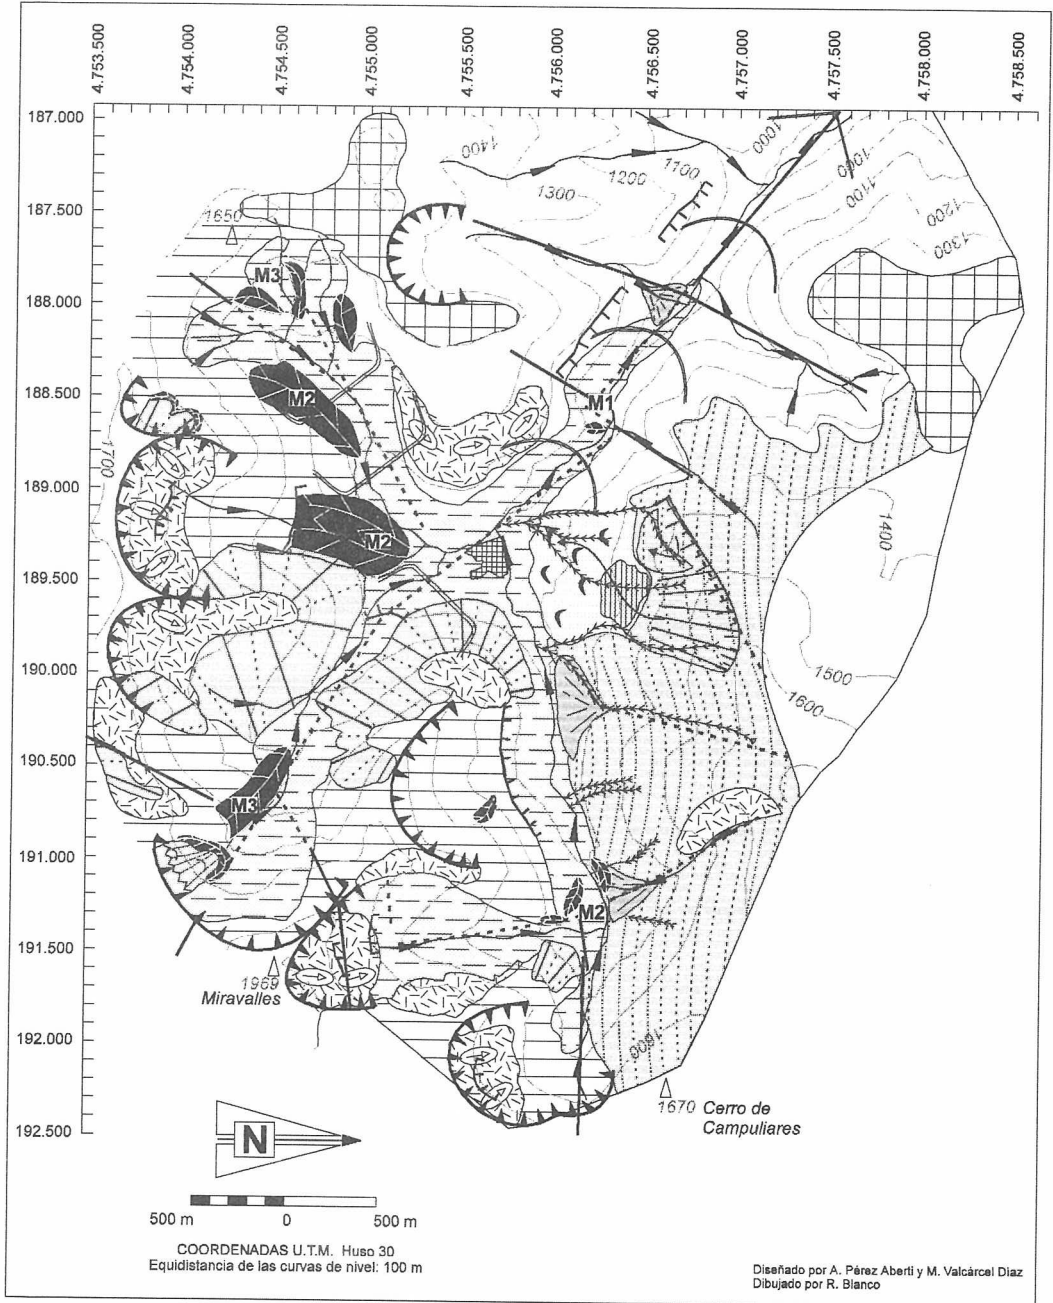 4.753.500
4.754.000
4.754.500
4.755.000
4.755.500
4.756.000
4.756.500
4.757.000
4.757.500
4.758.000
4.758.500
187.000
187.500
188.000
188.500
189.000
189.500
190.000
190.500
191.000
191.500
192.000
192.500
1400
1300
1200
1100
1000
1000
1100
1200
1300
1650
M3
M2
M1
1700
M2
1400
1500
1600
M3
M2
1969
Miravalles
1600
1670 Cerro de
Campuliares
N
500 m 0 500 m
COORDENADAS U.T.M. Huso 30
Equidistancia de las curvas de nivel: 100 m
Diseñado por A. Pérez Alberti y M. Valcárcel Díaz
Dibujado por R. Blanco